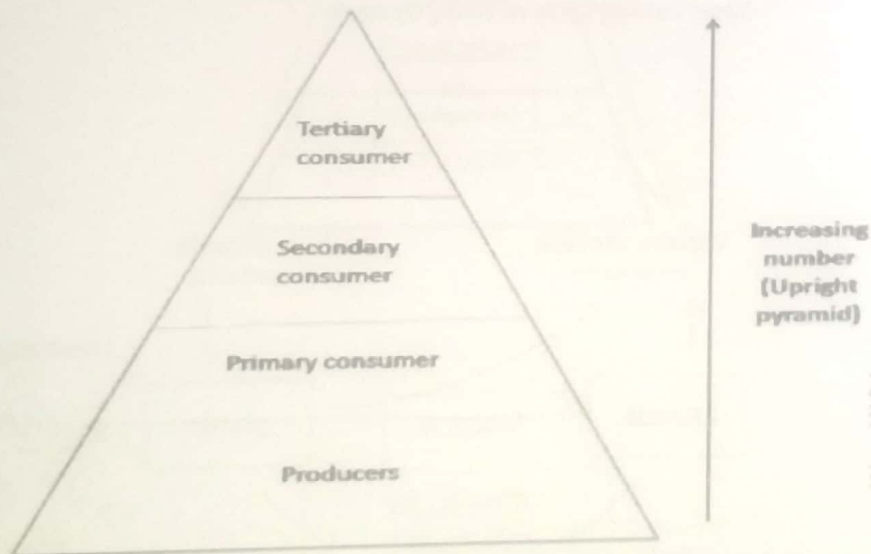 Tertiary
consumer
Secondary
consumer
Primary consumer
Producers
Increasing
number
(Upright
pyramid)